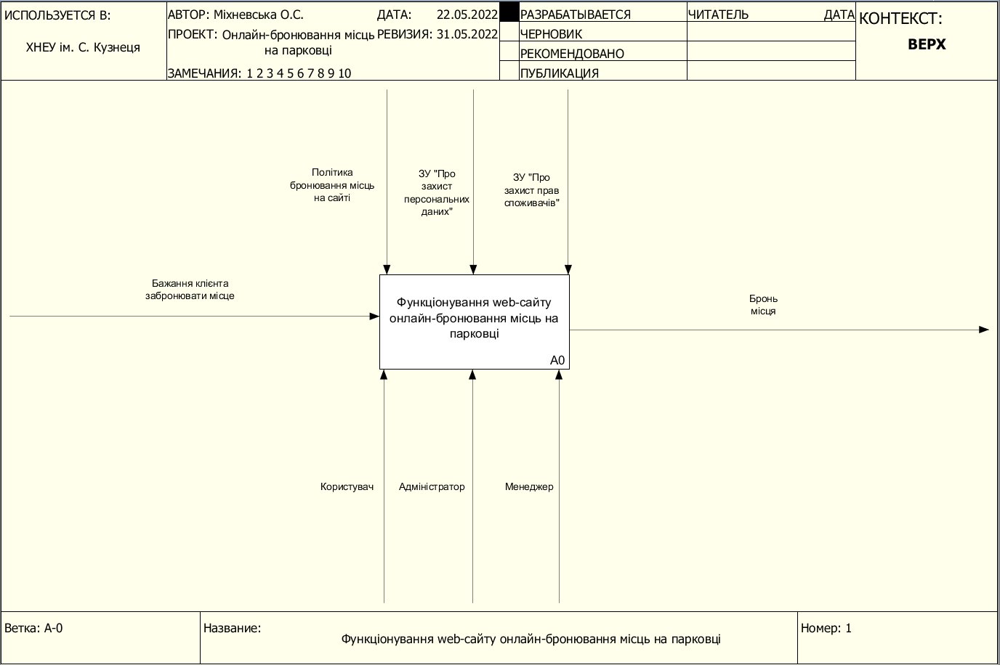 ИСПОЛЬЗУЕТСЯ В:
ХНЕУ ім. С. Кузнеця
АВТОР: Міхневська О.С. ДАТА: 22.05.2022
ПРОЕКТ: Онлайн-бронювання місць РЕВИЗИЯ: 31.05.2022
на парковці
ЗАМЕЧАНИЯ: 1 2 3 4 5 6 7 8 9 10
РАЗРАБАТЫВАЕТСЯ
ЧЕРНОВИК
РЕКОМЕНДОВАНО
ПУБЛИКАЦИЯ
ЧИТАТЕЛЬ ДАТА
КОНТЕКСТ:
ВЕРХ
Політика
бронювання місць
на сайті
ЗУ "Про
захист
персональних
даних"
ЗУ "Про
захист прав
споживачів"
Бажання клієнта
забронювати місце
Функціонування web-сайту
онлайн-бронювання місць на
парковці
A0
Бронь
місця
Користувач
Адміністратор
Менеджер
Ветка: A-0
Название:
Функціонування web-сайту онлайн-бронювання місць на парковці
Номер: 1